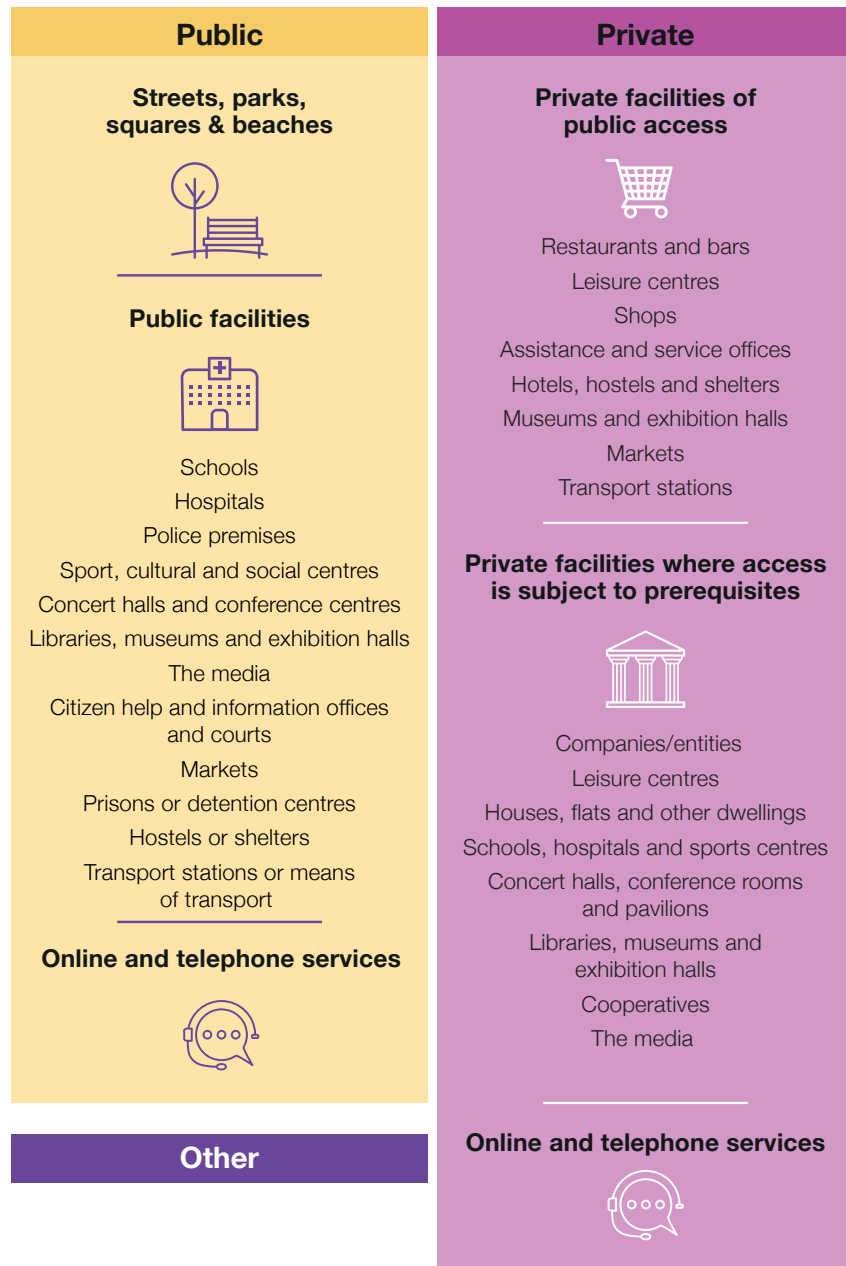 Public
Streets, parks,
squares & beaches
Public facilities
Schools
Hospitals
Police premises
Sport, cultural and social centres
Concert halls and conference centres
Libraries, museums and exhibition halls
The media
Citizen help and information offices
and courts
Markets
Prisons or detention centres
Hostels or shelters
Transport stations or means
of transport
Online and telephone services
Other
Private
Private facilities of
public access
Restaurants and bars
Leisure centres
Shops
Assistance and service offices
Hotels, hostels and shelters
Museums and exhibition halls
Markets
Transport stations
Private facilities where access
is subject to prerequisites
Companies/entities
Leisure centres
Houses, flats and other dwellings
Schools, hospitals and sports centres
Concert halls, conference rooms
and pavilions
Libraries, museums and
exhibition halls
Cooperatives
The media
Online and telephone services